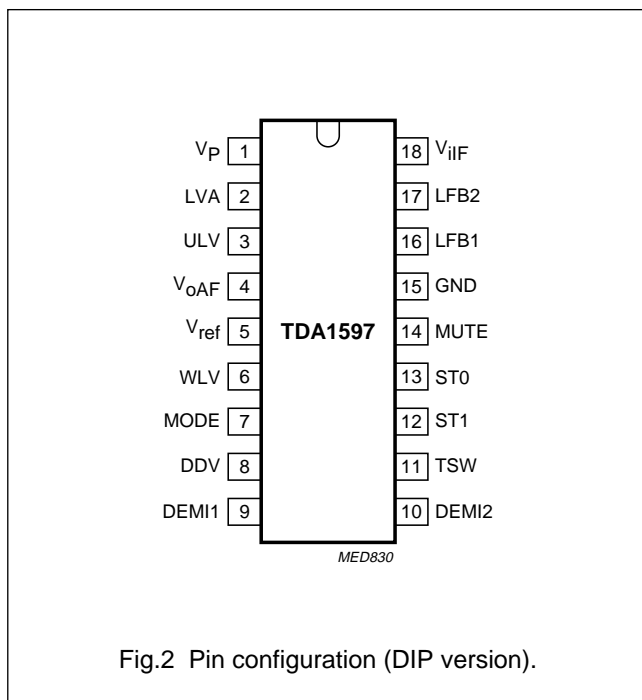 V_P 1 18 V_iIF
LVA 2 17 LFB2
ULV 3 16 LFB1
V_oAF 4 15 GND
V_ref 5 TDA1597 14 MUTE
WLV 6 13 ST0
MODE 7 12 ST1
DDV 8 11 TSW
DEMI1 9 10 DEMI2
MED830
Fig.2 Pin configuration (DIP version).